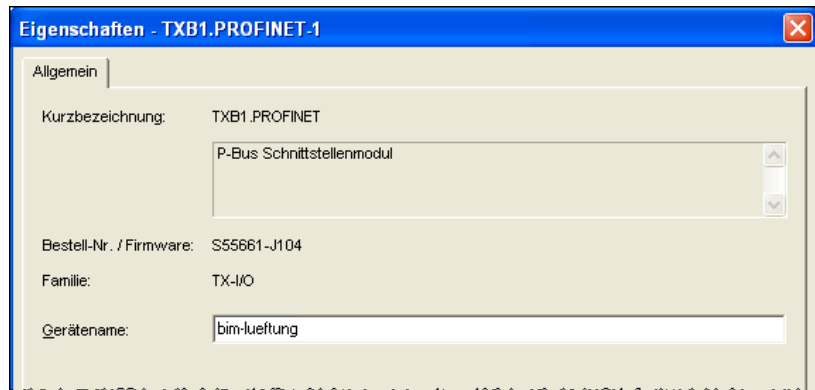 Eigenschaften - TXB1.PROFINET-1
Allgemein
Kurzbezeichnung: TXB1.PROFINET
P-Bus Schnittstellenmodul
Bestell-Nr. / Firmware: S55661-J104
Familie: TX-I/O
Gerätename: bim-lueftung